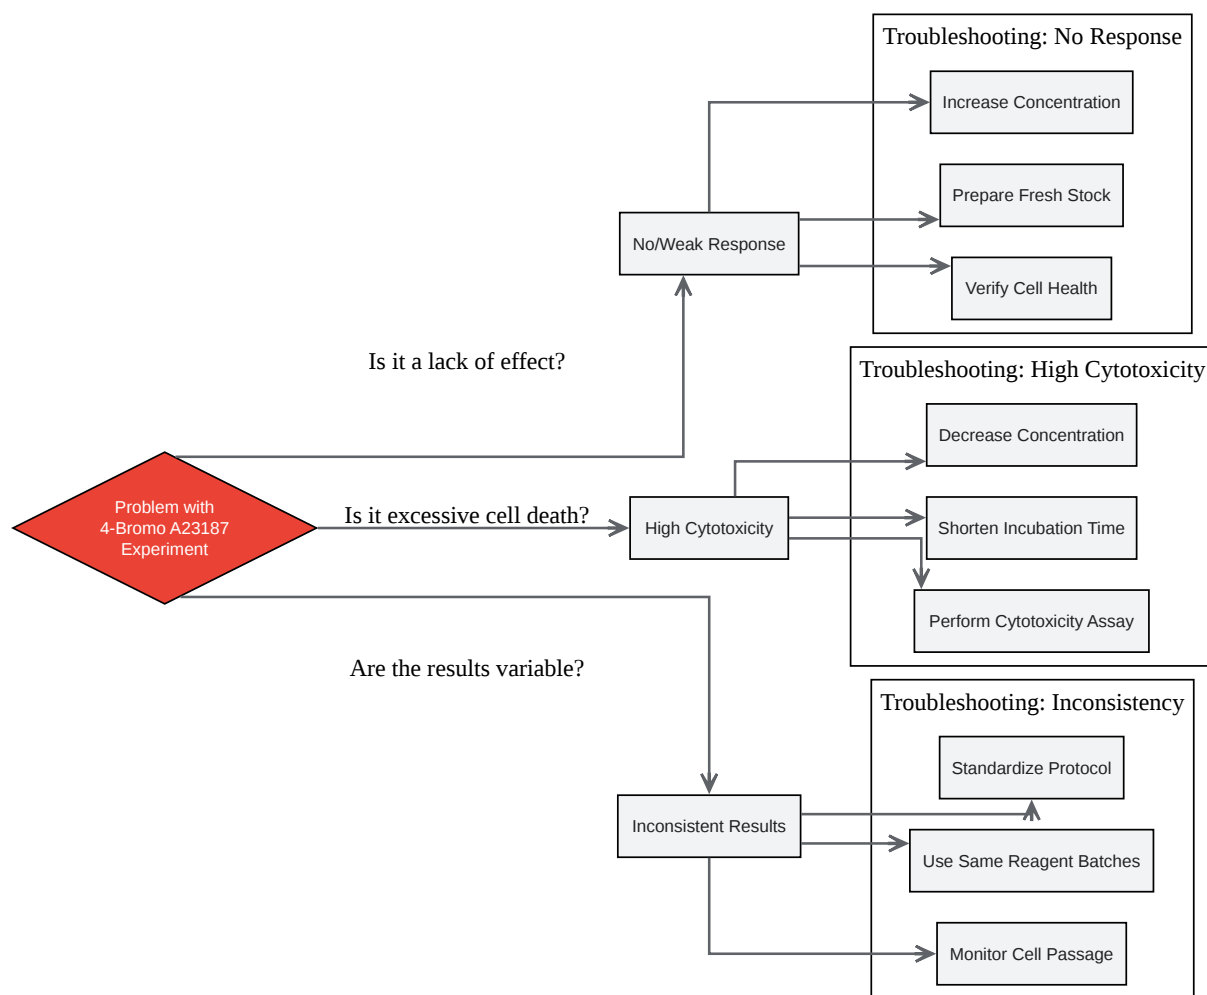 Troubleshooting: No Response
Increase Concentration
Prepare Fresh Stock
No/Weak Response
Verify Cell Health
Is it a lack of effect?
Troubleshooting: High Cytotoxicity
Decrease Concentration
Problem with
4-Bromo A23187
Experiment
Is it excessive cell death?
High Cytotoxicity
Shorten Incubation Time
Perform Cytotoxicity Assay
Are the results variable?
Troubleshooting: Inconsistency
Standardize Protocol
Inconsistent Results
Use Same Reagent Batches
Monitor Cell Passage